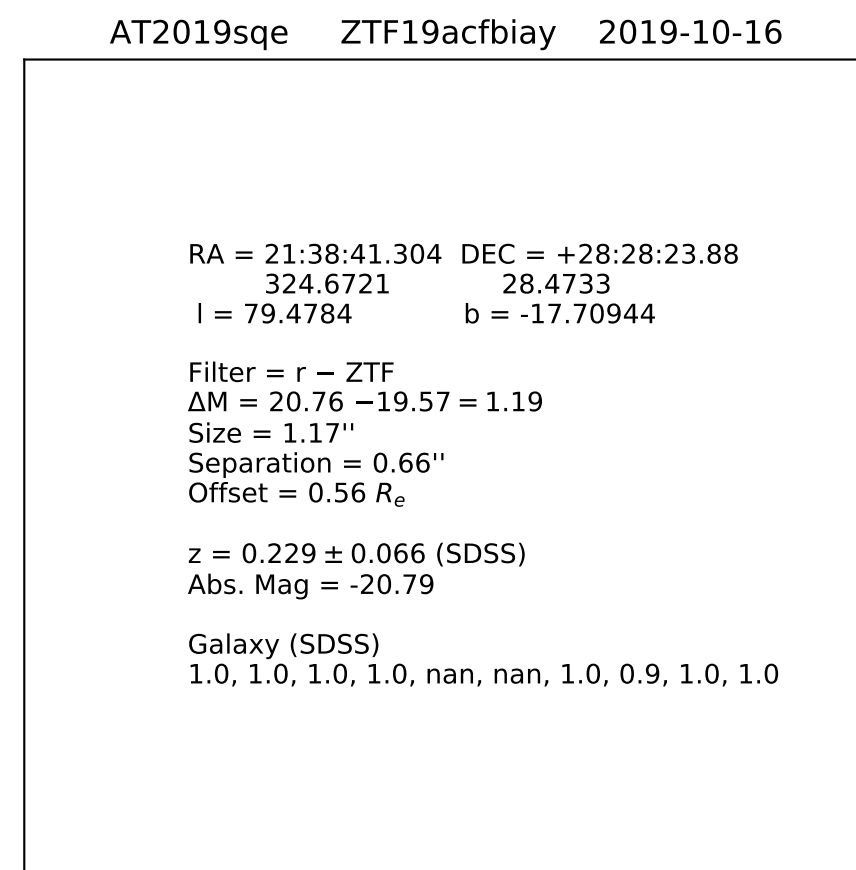 AT2019sqe ZTF19acfbiay 2019-10-16
RA = 21:38:41.304 DEC = +28:28:23.88
324.6721 28.4733
l = 79.4784 b = -17.70944
Filter = r − ZTF
ΔM = 20.76 −19.57 = 1.19
Size = 1.17''
Separation = 0.66''
Offset = 0.56 Rₑ
z = 0.229 ± 0.066 (SDSS)
Abs. Mag = -20.79
Galaxy (SDSS)
1.0, 1.0, 1.0, 1.0, nan, nan, 1.0, 0.9, 1.0, 1.0